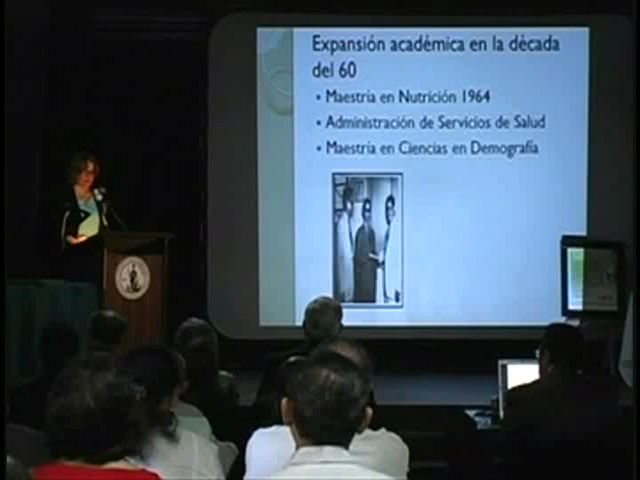 Expansión académica en la década
del 60
• Maestría en Nutrición 1964
• Administración de Servicios de Salud
• Maestría en Ciencias en Demografía